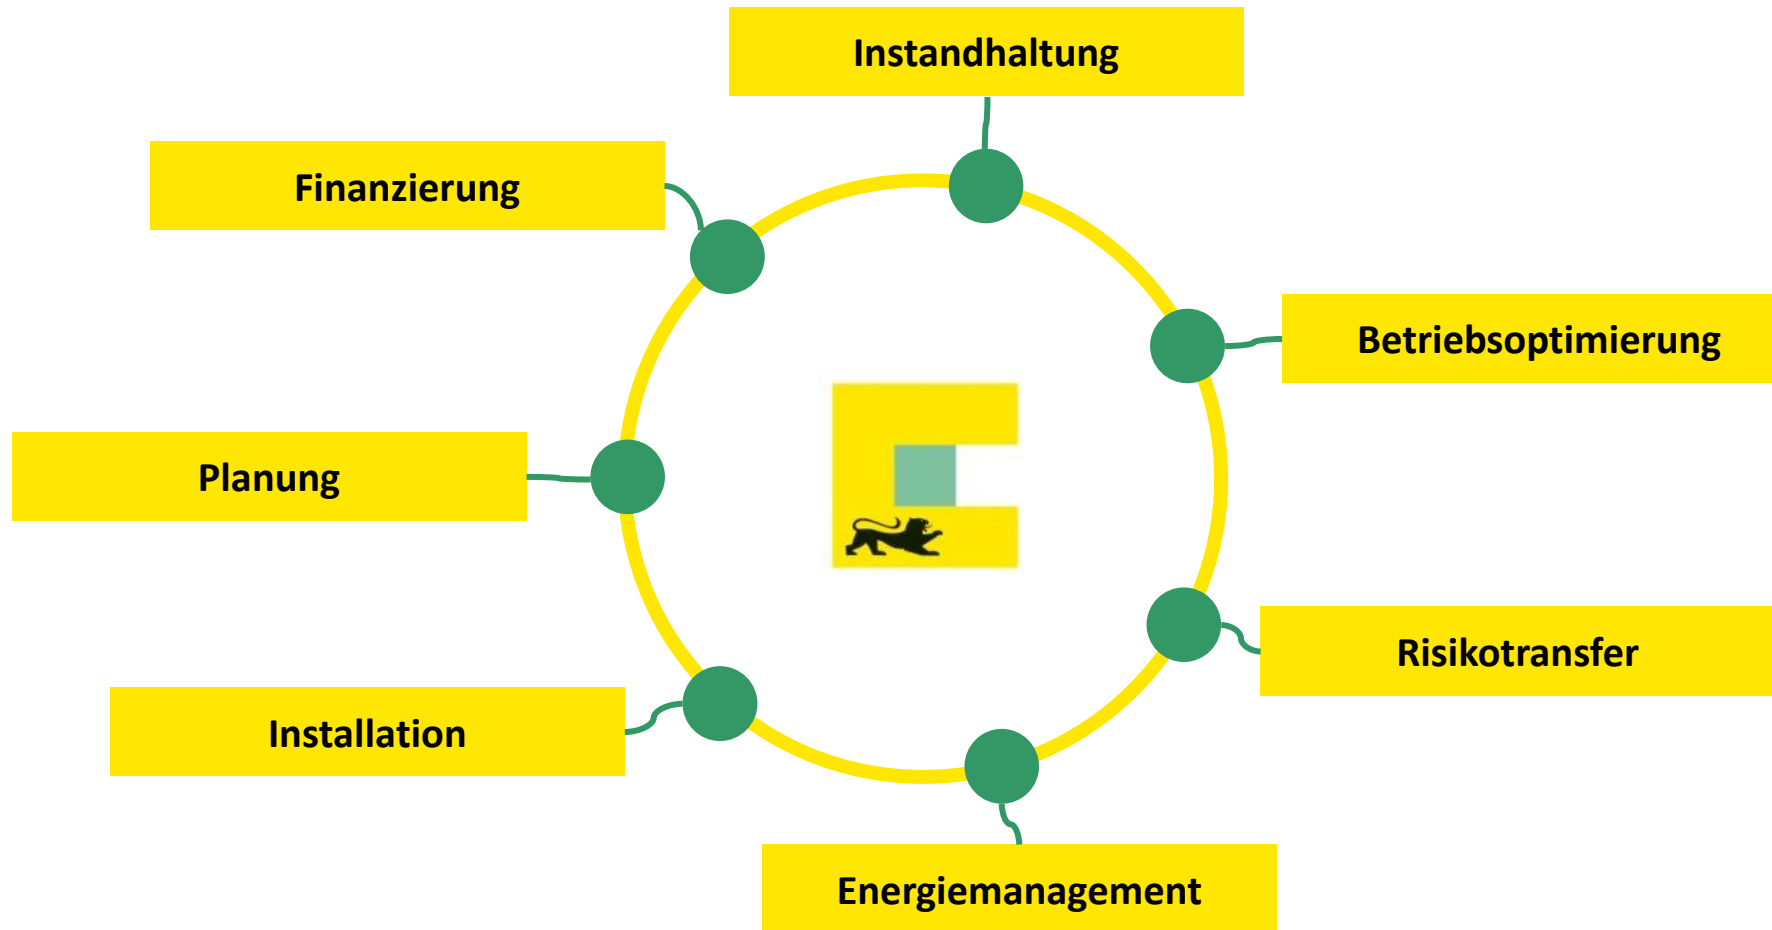 Instandhaltung
Finanzierung
Betriebsoptimierung
Planung
Risikotransfer
Installation
Energiemanagement